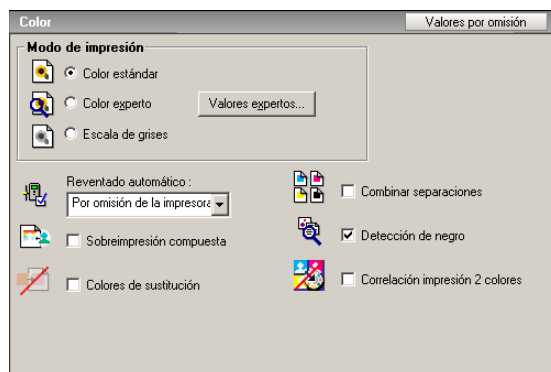 Color
Valores por omisión
Modo de impresión
Color estándar
Color experto
Valores expertos...
Escala de grises
Reventado automático :
Por omisión de la impresora
Combinar separaciones
Sobreimpresión compuesta
Detección de negro
Colores de sustitución
Correlación impresión 2 colores